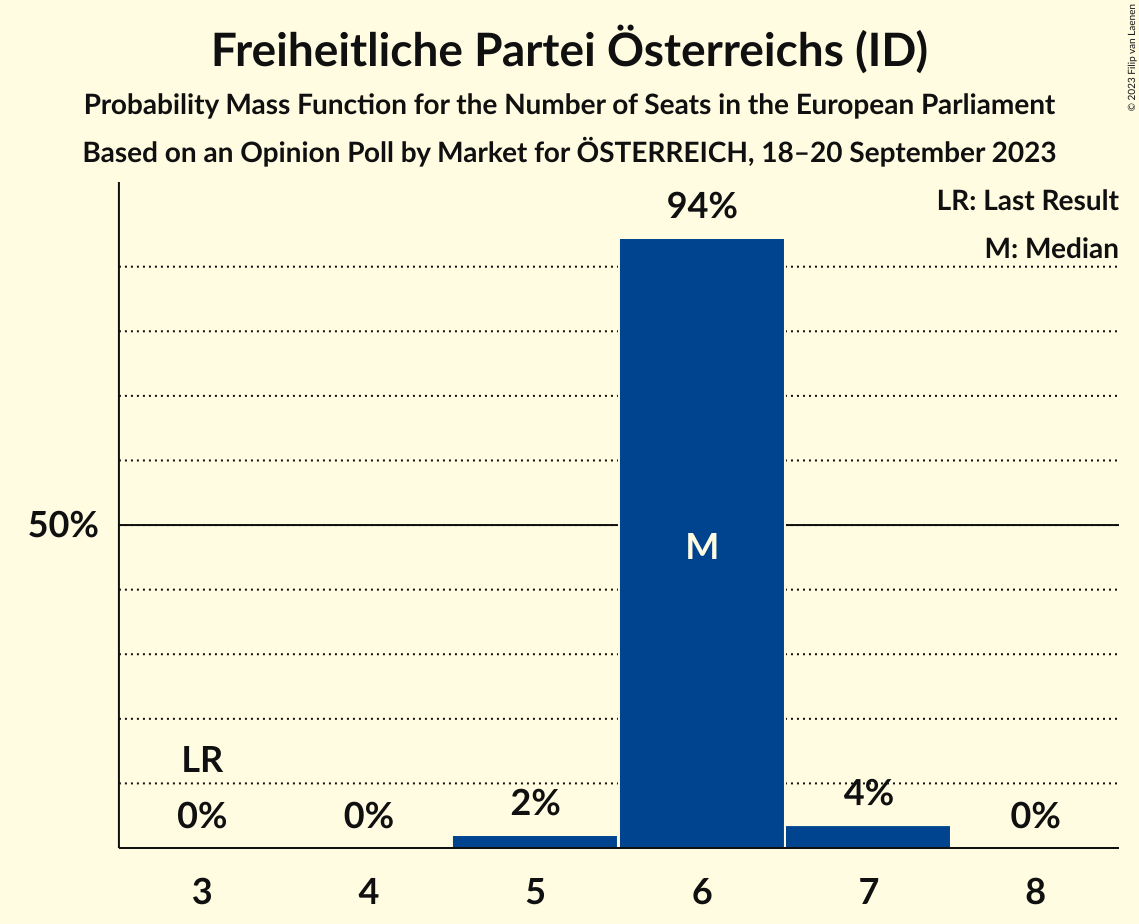 Freiheitliche Partei Österreichs (ID)
Probability Mass Function for the Number of Seats in the European Parliament
Based on an Opinion Poll by Market for ÖSTERREICH, 18–20 September 2023
© 2023 Filip van Laenen
LR: Last Result
M: Median
94%
50%
M
LR
0%
0%
2%
4%
0%
3
4
5
6
7
8